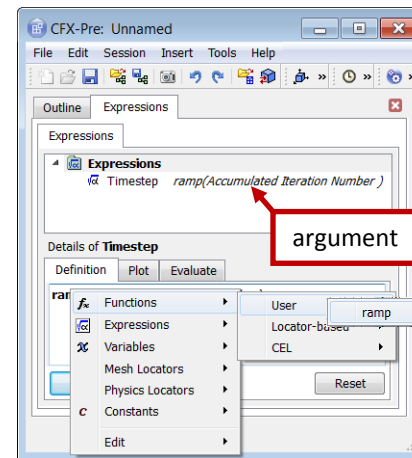 CFX-Pre: Unnamed
File Edit Session Insert Tools Help
Outline Expressions
Expressions
Expressions
Timestep ramp(Accumulated Iteration Number )
argument
Details of Timestep
Definition Plot Evaluate
Functions
User
ramp
Expressions
Locator-based
Variables
CEL
Mesh Locators
Physics Locators
Reset
Constants
Edit